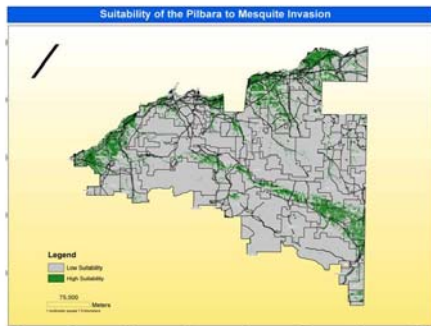 Suitability of the Pilbara to Mesquite Invasion
Legend
Low Suitability
High Suitability
75,000
Meters